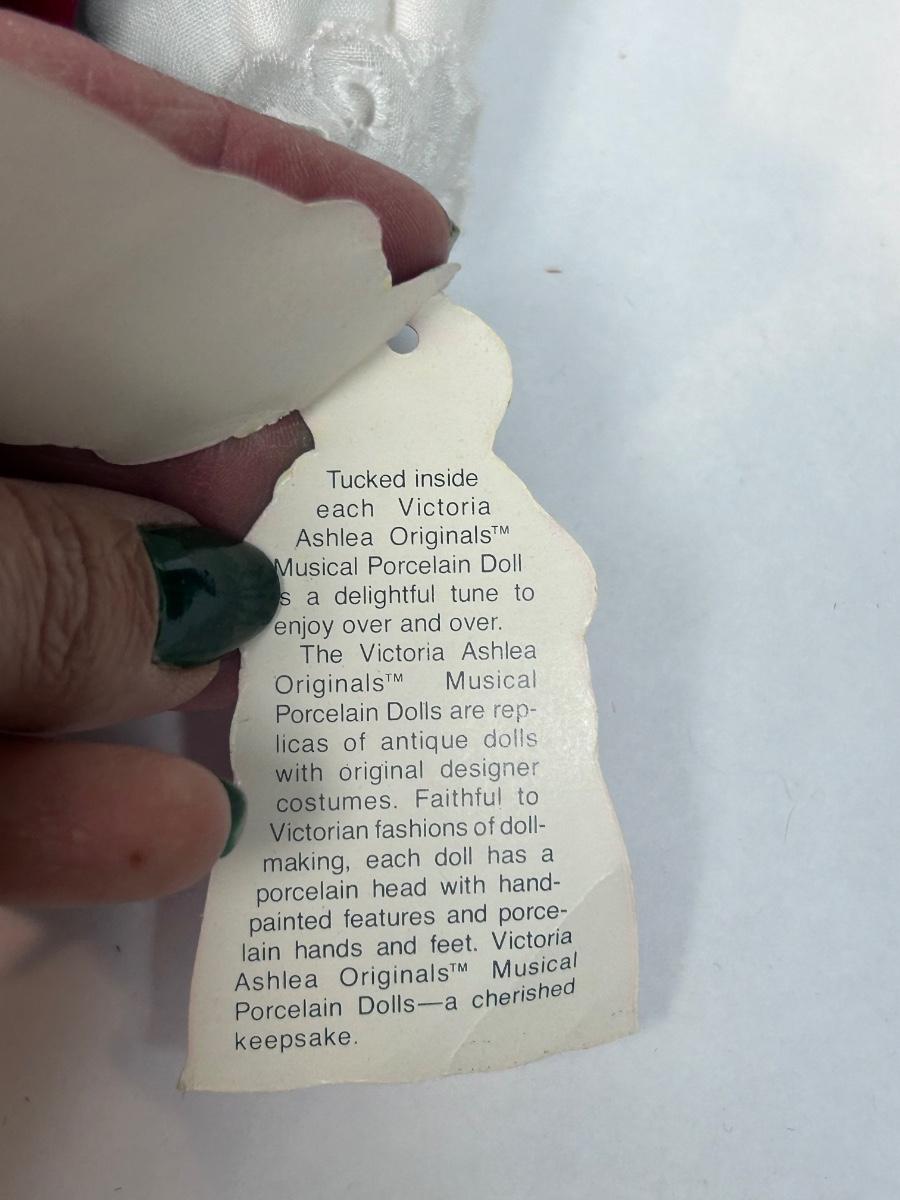 Tucked inside
each Victoria
Ashlea Originals™
Musical Porcelain Doll
s a delightful tune to
enjoy over and over.
The Victoria Ashlea
Originals™ Musical
Porcelain Dolls are rep-
licas of antique dolls
with original designer
costumes. Faithful to
Victorian fashions of doll-
making, each doll has a
porcelain head with hand-
painted features and porce-
lain hands and feet. Victoria
Ashlea Originals™ Musical
Porcelain Dolls—a cherished
keepsake.